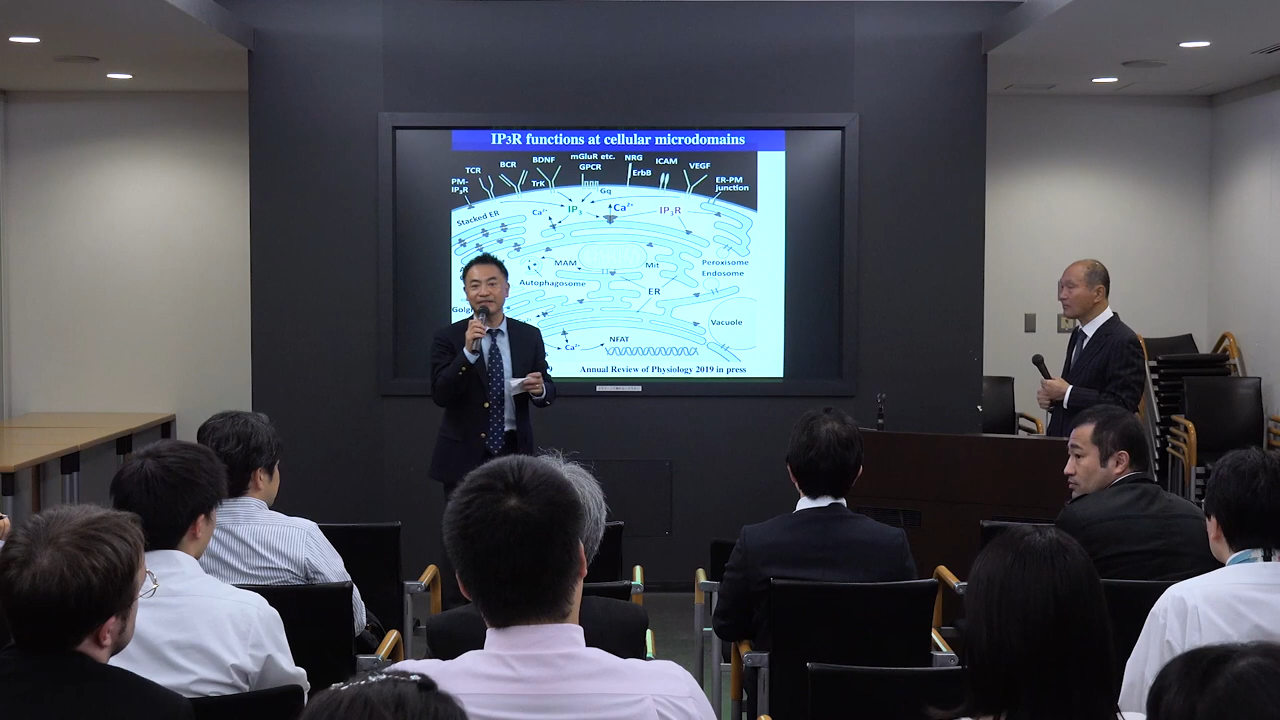 IP3R functions at cellular microdomains
mGluR etc.
NRG
BDNF
ICAM
BCR
GPCR
VEGF
TCR
ErbB
PM-
IP3R
TrK
Gq
ER-PM
Junction
Ca2+
IP3
Ca2+
IP3R
Stacked ER
MAM
Mit
Peroxisome
Endosome
Autophagosome
ER
Golgi
Vacuole
NFAT
Ca2+
Annual Review of Physiology 2019 in press